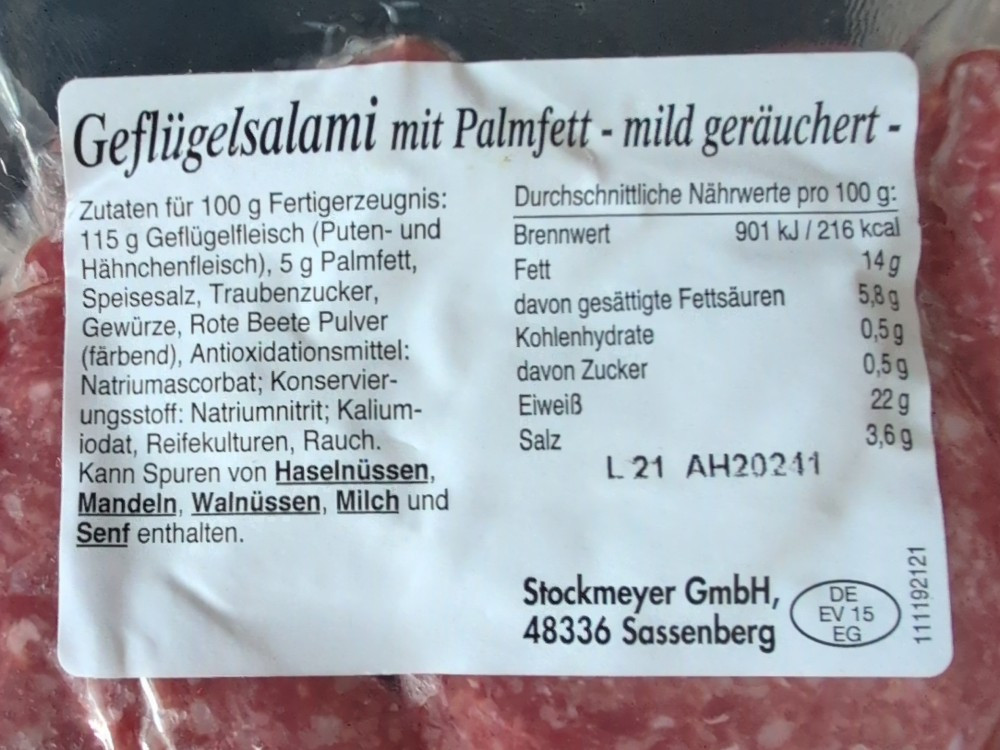 Geflügelsalami mit Palmfett - mild geräuchert -
Zutaten für 100 g Fertigerzeugnis:
115 g Geflügelfleisch (Puten- und
Hähnchenfleisch), 5 g Palmfett,
Speisesalz, Traubenzucker,
Gewürze, Rote Beete Pulver
(färbend), Antioxidationsmittel:
Natriumascorbat; Konservier-
ungsstoff: Natriumnitrit; Kalium-
iodat, Reifekulturen, Rauch.
Kann Spuren von Haselnüssen,
Mandeln, Walnüssen, Milch und
Senf enthalten.
Durchschnittliche Nährwerte pro 100 g:
Brennwert 901 kJ / 216 kcal
Fett 14 g
davon gesättigte Fettsäuren 5,8 g
Kohlenhydrate 0,5 g
davon Zucker 0,5 g
Eiweiß 22 g
Salz 3,6 g
L 21 AH20241
Stockmeyer GmbH,
48336 Sassenberg
DE
EV 15
EG
111192121